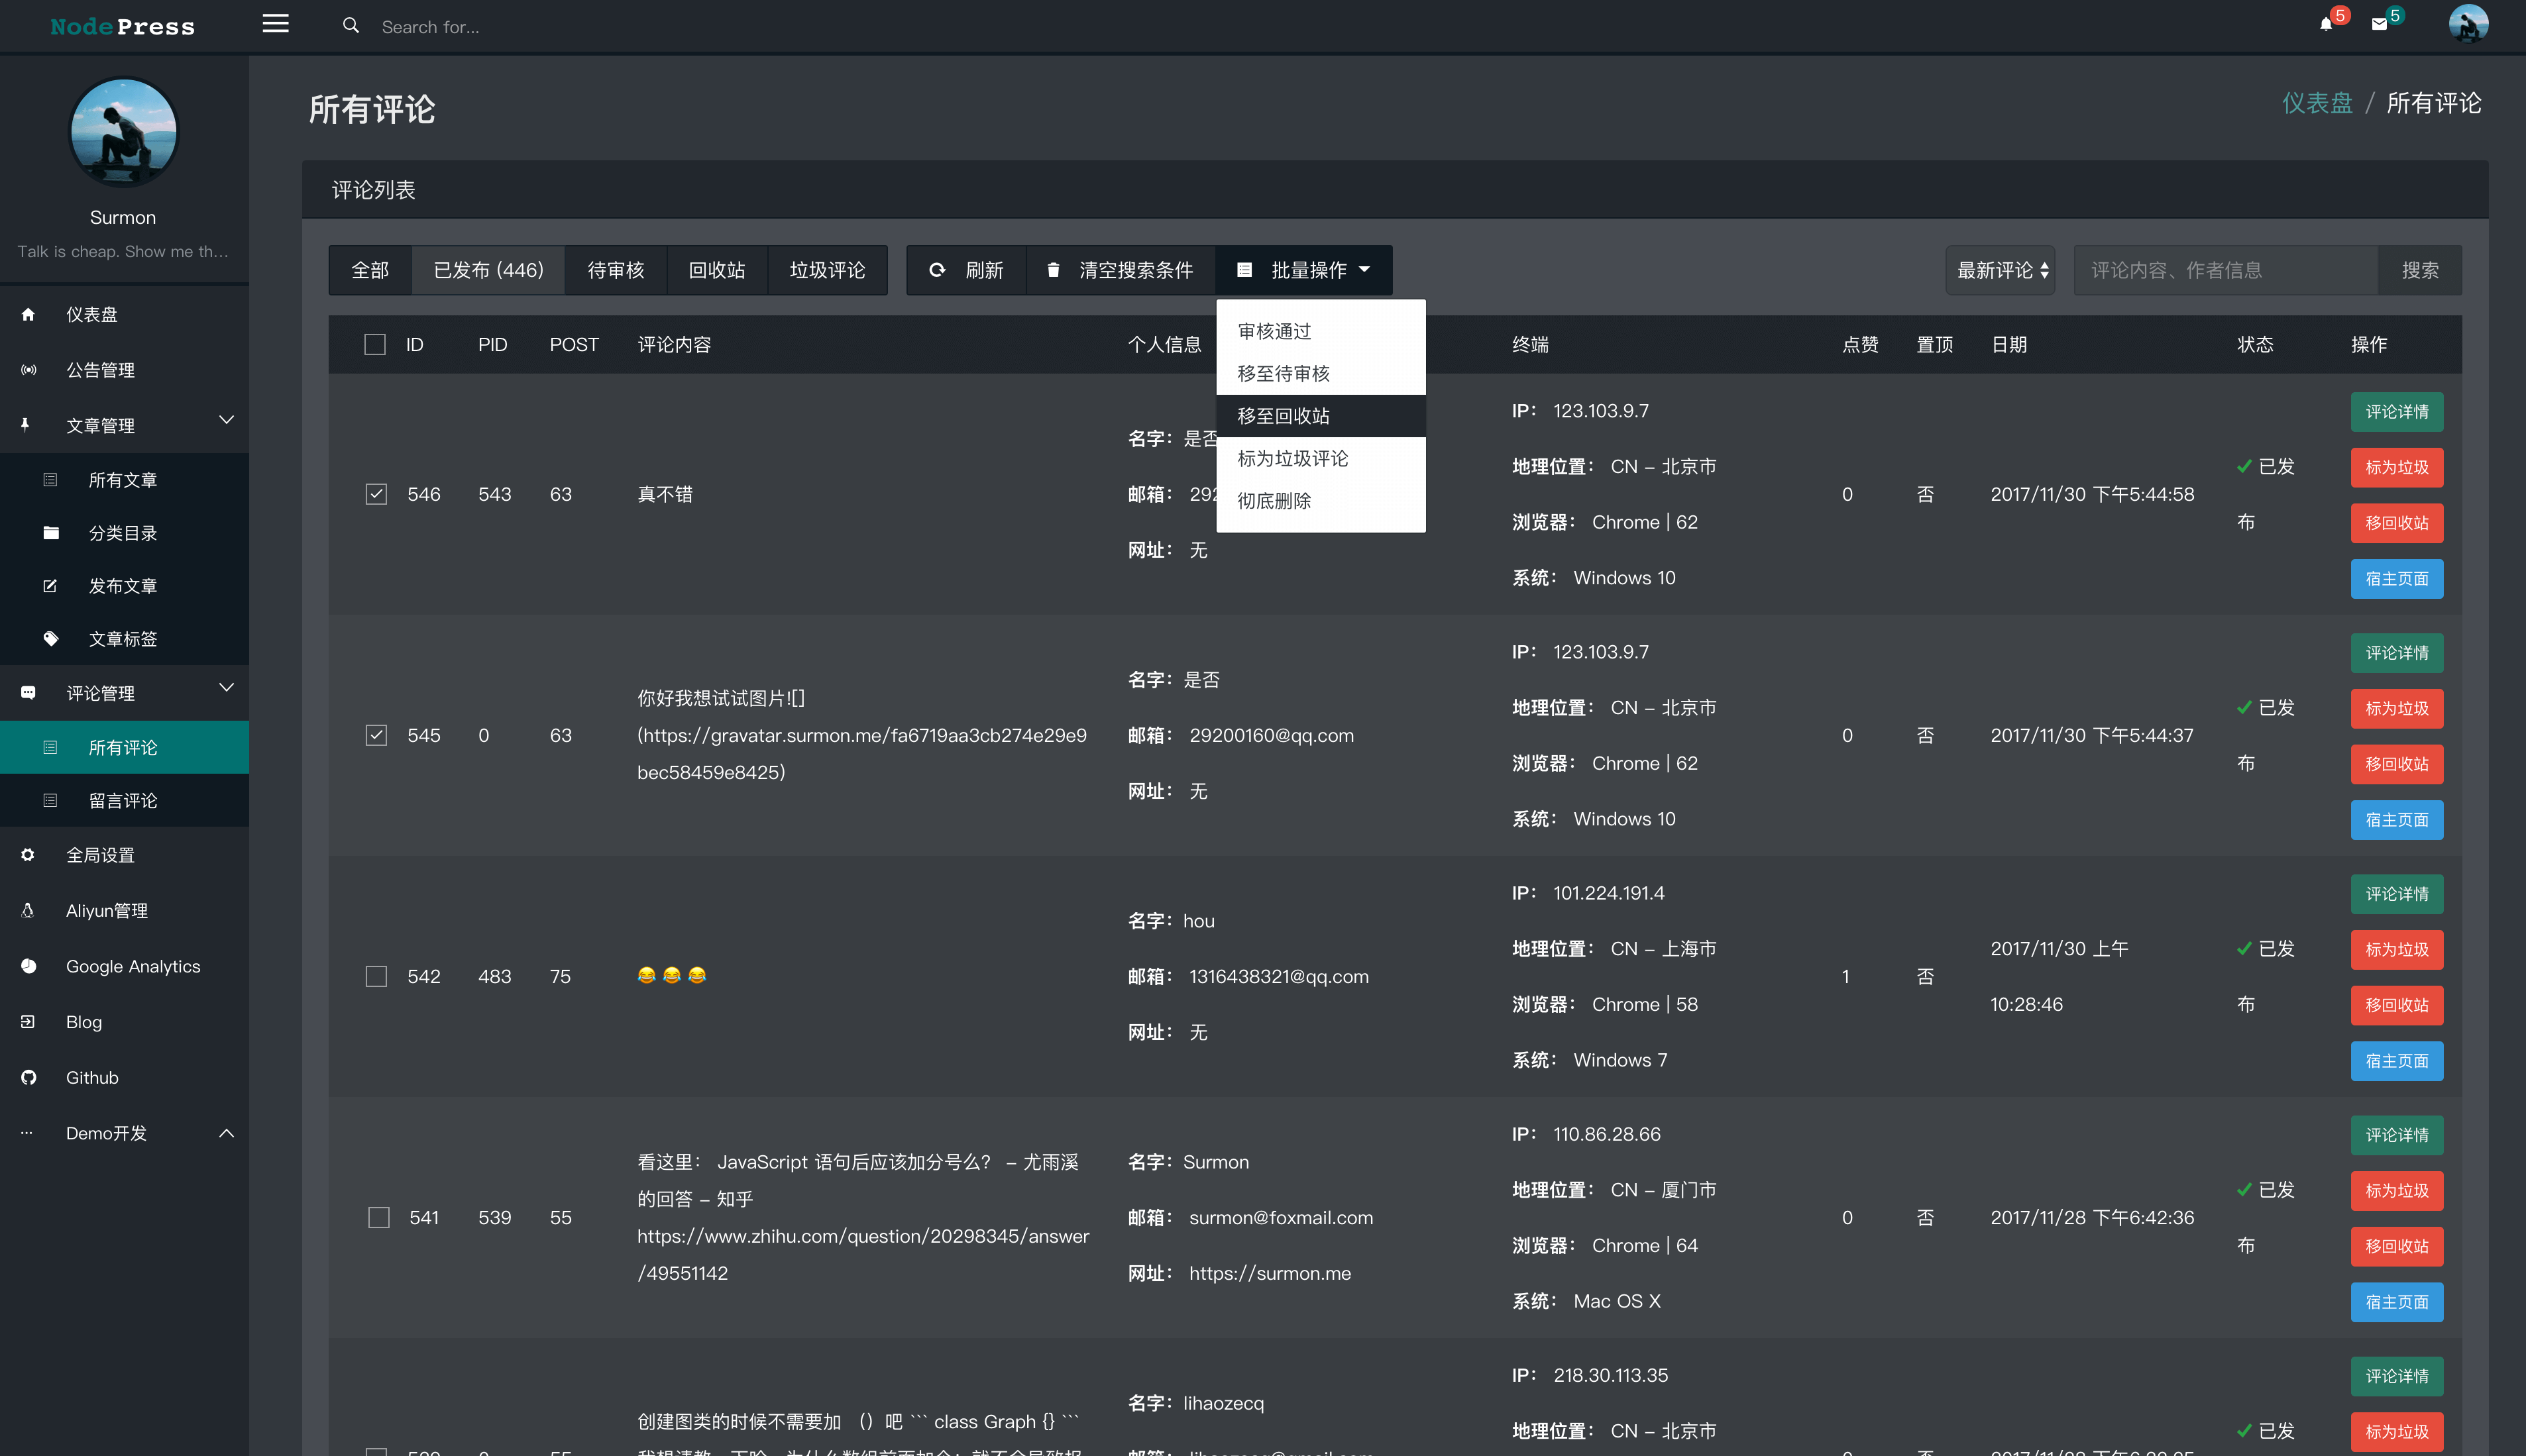 NodePress
Search for...
5
5
Surmon
Talk is cheap. Show me th...
仪表盘
公告管理
文章管理
所有文章
分类目录
发布文章
文章标签
评论管理
所有评论
留言评论
全局设置
Aliyun管理
Google Analytics
Blog
Github
Demo开发
所有评论
仪表盘 / 所有评论
评论列表
全部 已发布 (446) 待审核 回收站 垃圾评论 刷新 清空搜索条件 批量操作 最新评论 评论内容、作者信息 搜索
审核通过
移至待审核
移至回收站
标为垃圾评论
彻底删除
ID PID POST 评论内容 个人信息 终端 点赞 置顶 日期 状态 操作
546 543 63 真不错
名字：是否
邮箱： 292
网址： 无
IP： 123.103.9.7
地理位置： CN – 北京市
浏览器： Chrome | 62
系统： Windows 10
0 否 2017/11/30 下午5:44:58
已发
布
评论详情
标为垃圾
移回收站
宿主页面
545 0 63
你好我想试试图片![]
(https://gravatar.surmon.me/fa6719aa3cb274e29e9
bec58459e8425)
名字：是否
邮箱： 29200160@qq.com
网址： 无
IP： 123.103.9.7
地理位置： CN – 北京市
浏览器： Chrome | 62
系统： Windows 10
0 否 2017/11/30 下午5:44:37
已发
布
评论详情
标为垃圾
移回收站
宿主页面
542 483 75 😂 😂 😂
名字：hou
邮箱： 1316438321@qq.com
网址： 无
IP： 101.224.191.4
地理位置： CN – 上海市
浏览器： Chrome | 58
系统： Windows 7
1 否
2017/11/30 上午
10:28:46
已发
布
评论详情
标为垃圾
移回收站
宿主页面
541 539 55
看这里： JavaScript 语句后应该加分号么？ – 尤雨溪
的回答 – 知乎
https://www.zhihu.com/question/20298345/answer
/49551142
名字：Surmon
邮箱： surmon@foxmail.com
网址： https://surmon.me
IP： 110.86.28.66
地理位置： CN – 厦门市
浏览器： Chrome | 64
系统： Mac OS X
0 否 2017/11/28 下午6:42:36
已发
布
评论详情
标为垃圾
移回收站
宿主页面
创建图类的时候不需要加 （）吧 ``` class Graph {} ```
名字：lihaozecq
IP： 218.30.113.35
地理位置： CN – 北京市
已发
评论详情
标为垃圾